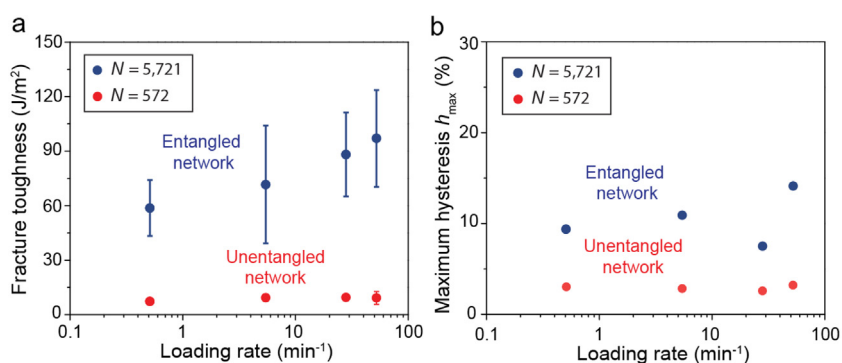 a
150
120
90
60
30
0
Fracture toughness (J/m²)
N = 5,721
N = 572
Entangled
network
Unentangled
network
0.1
1
10
100
Loading rate (min⁻¹)
b
30
20
10
0
Maximum hysteresis hmax (%)
N = 5,721
N = 572
Entangled
network
Unentangled
network
0.1
1
10
100
Loading rate (min⁻¹)